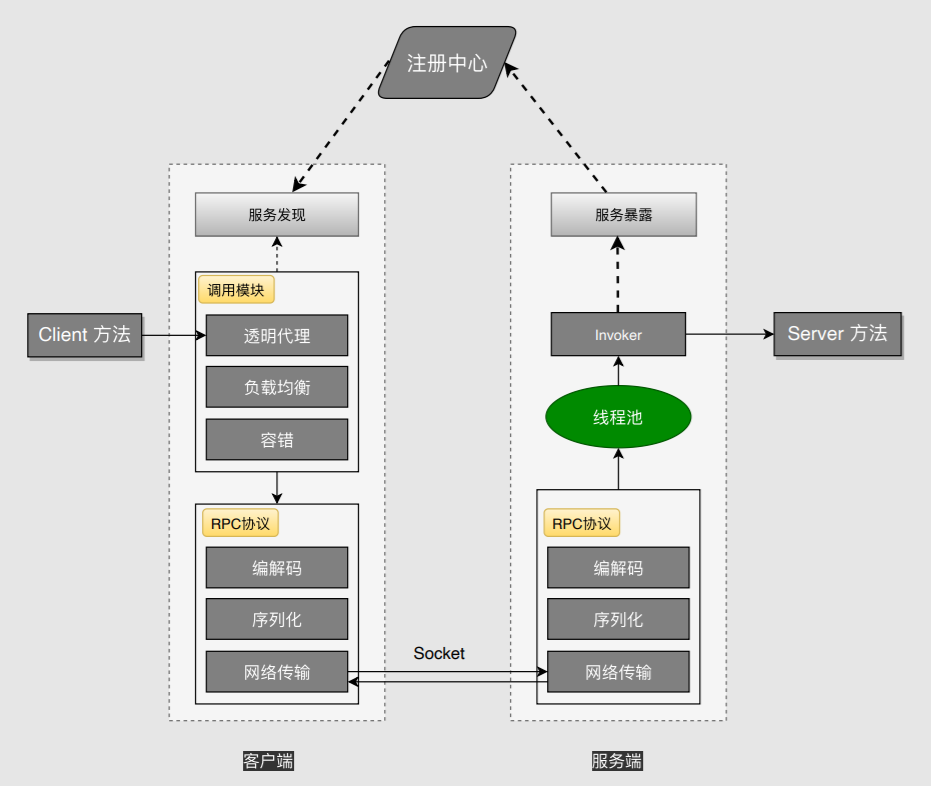 注册中心
服务发现
服务暴露
调用模块
Client 方法
透明代理
负载均衡
容错
Invoker
Server 方法
线程池
RPC协议
编解码
序列化
网络传输
Socket
RPC协议
编解码
序列化
网络传输
客户端
服务端